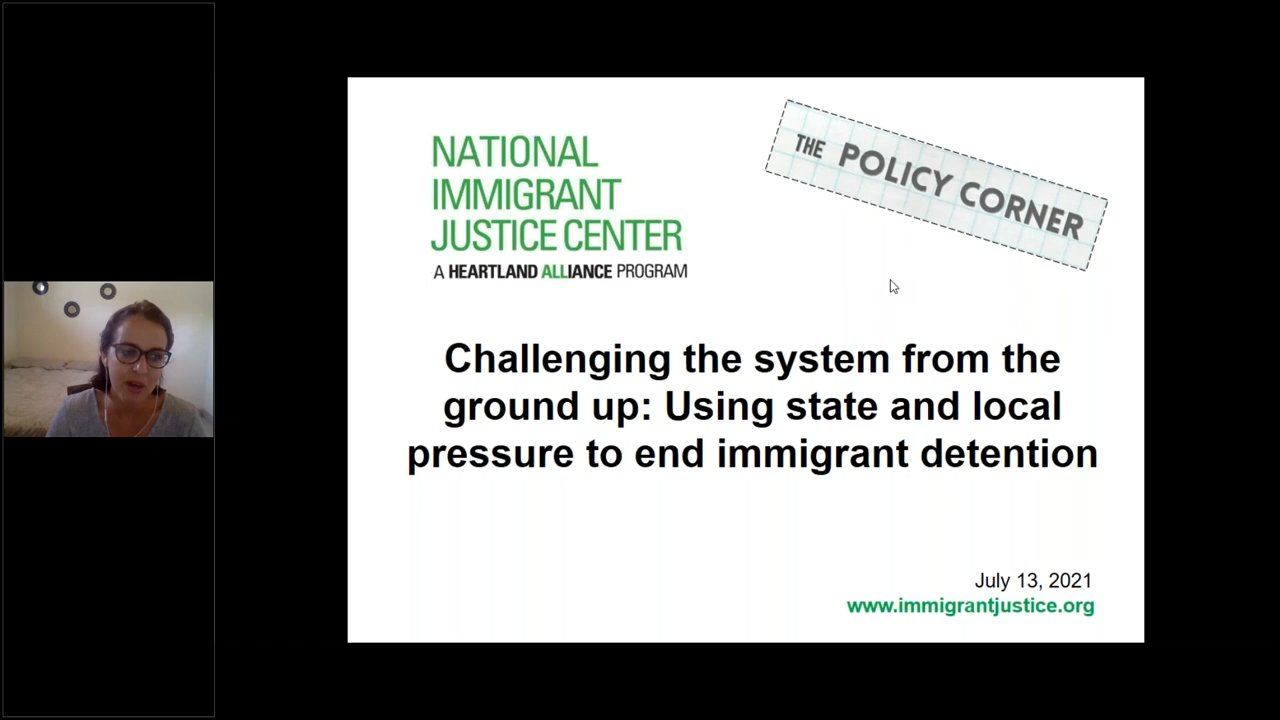 NATIONAL
IMMIGRANT
JUSTICE CENTER
A HEARTLAND ALLIANCE PROGRAM
THE POLICY CORNER
Challenging the system from the
ground up: Using state and local
pressure to end immigrant detention
July 13, 2021
www.immigrantjustice.org